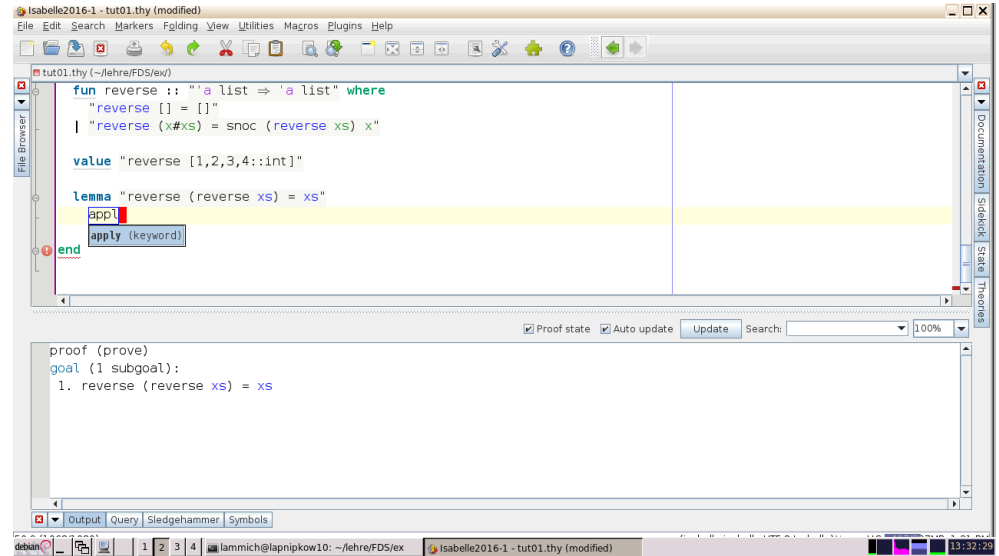 Isabelle2016-1 - tut01.thy (modified)
File Edit Search Markers Folding View Utilities Macros Plugins Help
tut01.thy (~/lehre/FDS/ex/)
fun reverse :: "'a list ⇒ 'a list" where
"reverse [] = []"
| "reverse (x#xs) = snoc (reverse xs) x"
value "reverse [1,2,3,4::int]"
lemma "reverse (reverse xs) = xs"
appl
apply (keyword)
end
File Browser
Documentation
Sidekick
State
Theories
Proof state Auto update Update Search: 100%
proof (prove)
goal (1 subgoal):
1. reverse (reverse xs) = xs
Output Query Sledgehammer Symbols
debian 1 2 3 4 lammich@lapnipkow10: ~/lehre/FDS/ex Isabelle2016-1 - tut01.thy (modified) 13:32:29